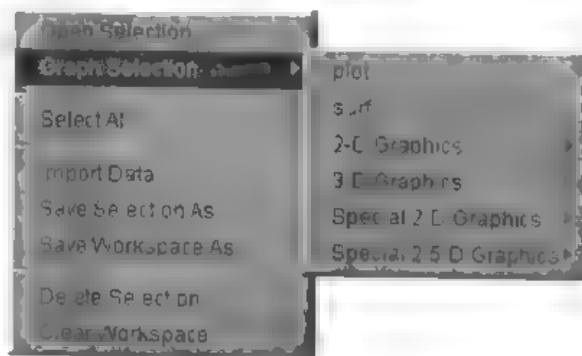 Open Selection
Graph Selection
Select All
Import Data
Save Selection As
Save Workspace As
Delete Selection
Clear Workspace
plot
surf
2-D Graphics
3 D Graphics
Special 2 D Graphics
Special 2 5 D Graphics